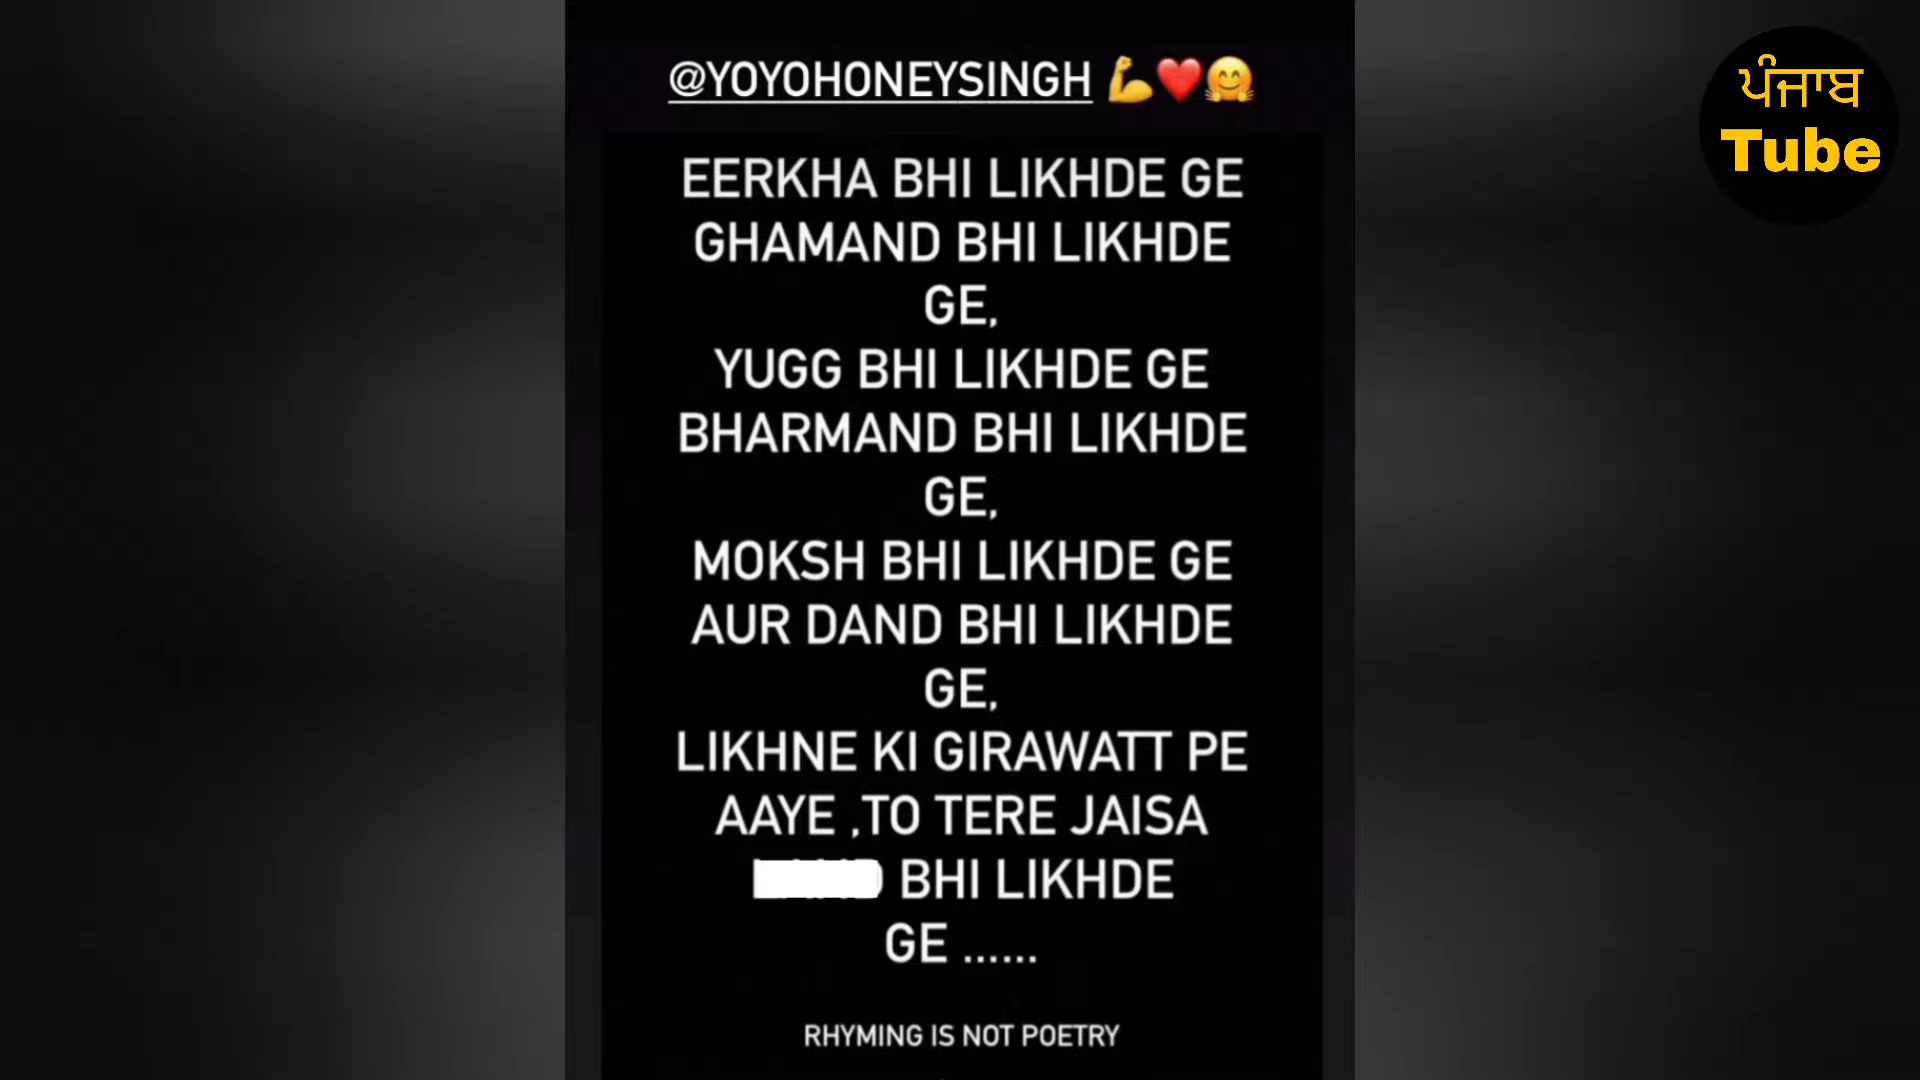 @YOYOHONEYSINGH 💪❤️🤗
EERKHA BHI LIKHDE GE
GHAMAND BHI LIKHDE
GE,
YUGG BHI LIKHDE GE
BHARMAND BHI LIKHDE
GE,
MOKSH BHI LIKHDE GE
AUR DAND BHI LIKHDE
GE,
LIKHNE KI GIRAWATT PE
AAYE ,TO TERE JAISA
BHI LIKHDE
GE ......
RHYMING IS NOT POETRY
ਪੰਜਾਬ
Tube